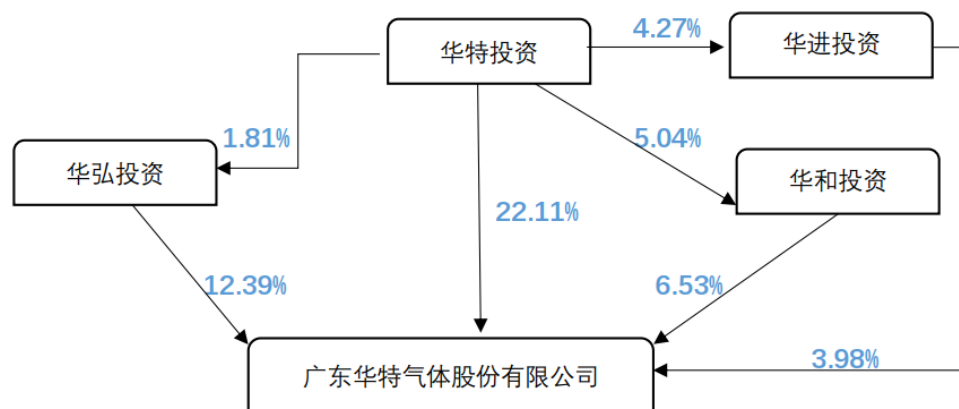 华特投资
4.27%
华进投资
1.81%
5.04%
华弘投资
华和投资
22.11%
12.39%
6.53%
3.98%
广东华特气体股份有限公司